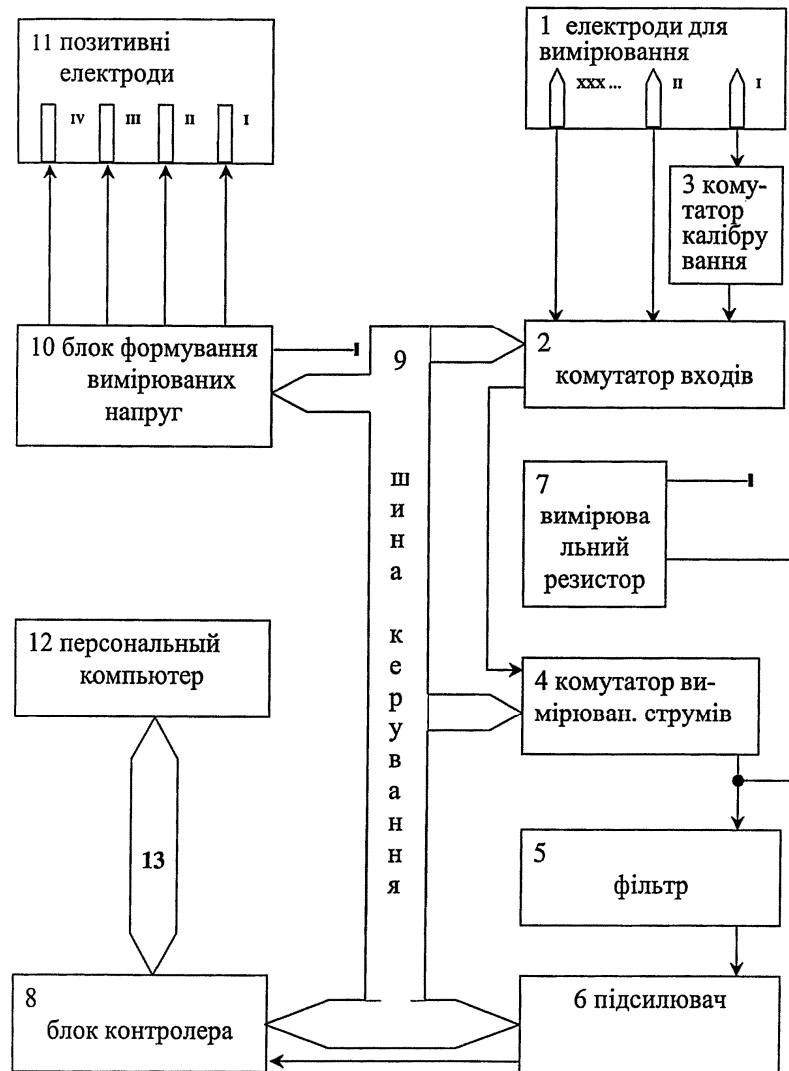 11 позитивні
електроди
IV III II I
1 електроди для
вимірювання
XXX ... II I
3 кому-
татор
калібру
вання
10 блок формування
вимірюваних
напруг
9
шина керування
2
комутатор входів
7
вимірюва
льний
резистор
12 персональный
компьютер
4 комутатор ви-
мірюван. струмів
13
5
фільтр
8
блок контролера
6 підсилювач